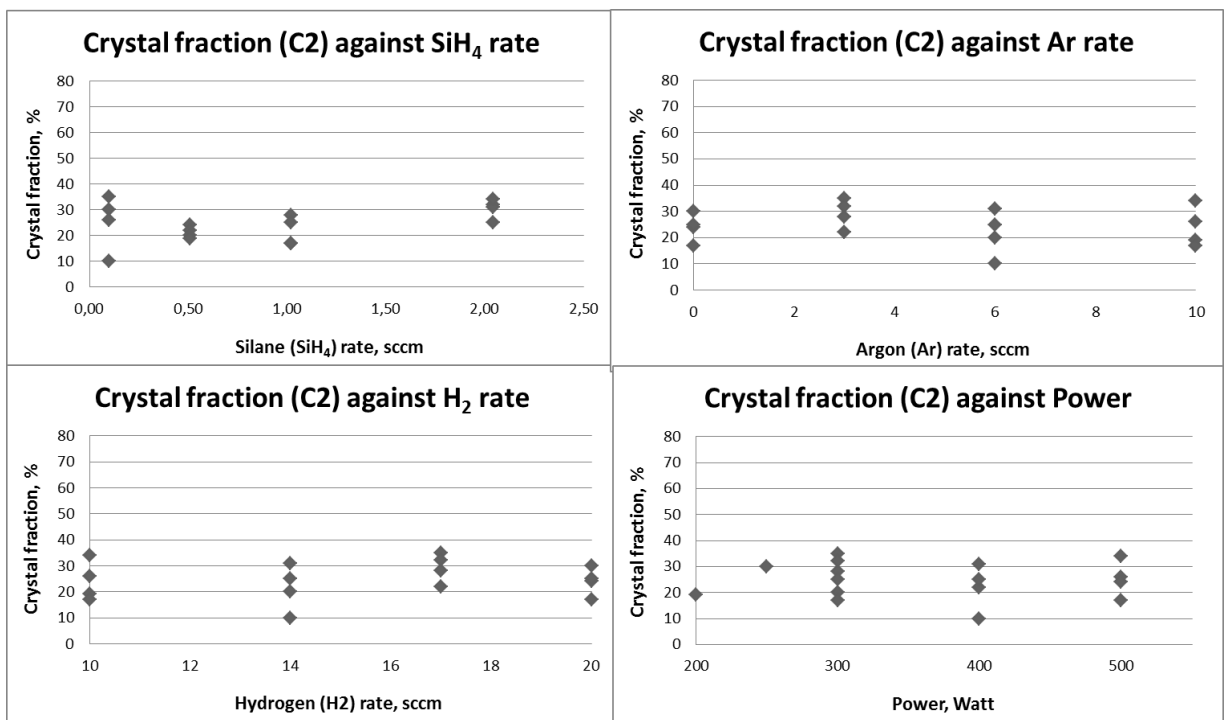 Crystal fraction (C2) against SiH₄ rate
80
70
60
50
40
30
20
10
0
Crystal fraction, %
0,00 0,50 1,00 1,50 2,00 2,50
Silane (SiH₄) rate, sccm
Crystal fraction (C2) against Ar rate
80
70
60
50
40
30
20
10
0
Crystal fraction, %
0 2 4 6 8 10
Argon (Ar) rate, sccm
Crystal fraction (C2) against H₂ rate
80
70
60
50
40
30
20
10
0
Crystal fraction, %
10 12 14 16 18 20
Hydrogen (H2) rate, sccm
Crystal fraction (C2) against Power
80
70
60
50
40
30
20
10
0
Crystal fraction, %
200 300 400 500
Power, Watt